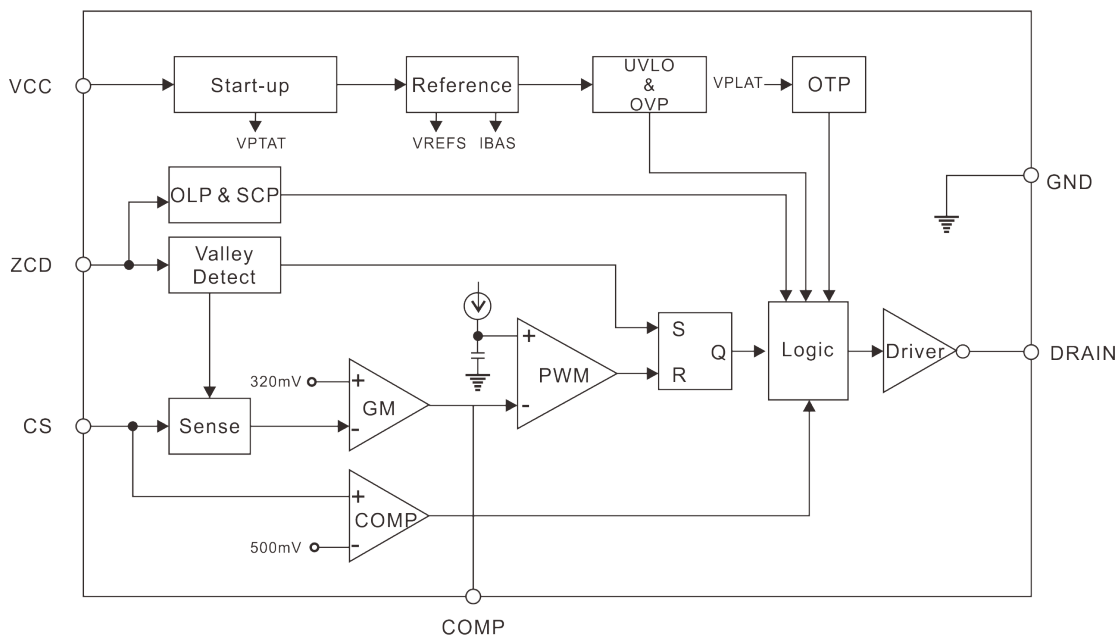 VCC
Start-up
Reference
UVLO
&
OVP
VPLAT
OTP
VPTAT
VREFS
IBAS
OLP & SCP
GND
ZCD
Valley
Detect
+
-
PWM
S
R
Q
Logic
Driver
DRAIN
320mV
+
-
GM
CS
Sense
+
-
COMP
500mV
COMP